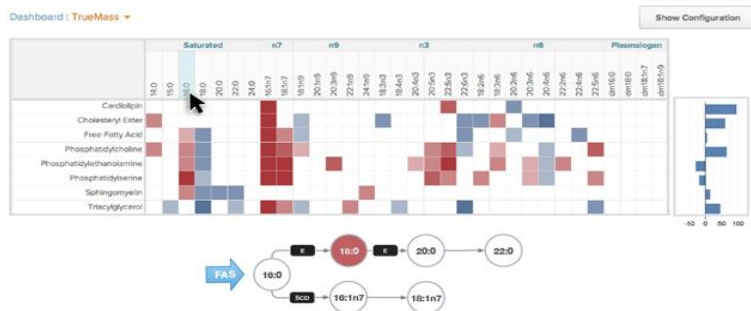 Dashboard : TrueMass
Show Configuration
Saturated n7 n9 n3 n6 Plasmalogen
14:0 15:0 16:0 18:0 20:0 22:0 24:0 16:1n7 18:1n7 18:1n9 20:1n9 20:3n9 22:1n9 24:1n9 18:3n3 18:4n3 20:4n3 20:5n3 22:5n3 22:6n3 18:2n6 18:3n6 20:2n6 20:3n6 20:4n6 22:2n6 22:4n6 22:5n6 dm16:0 dm18:0 dm18:1n7 dm18:1n9
Cardiolipin
Cholesteryl Ester
Free Fatty Acid
Phosphatidylcholine
Phosphatidylethanolamine
Phosphatidylserine
Sphingomyelin
Triacylglycerol
-50 0 50 100
E 18:0 E 20:0 22:0
FAS 16:0
SCD 16:1n7 18:1n7